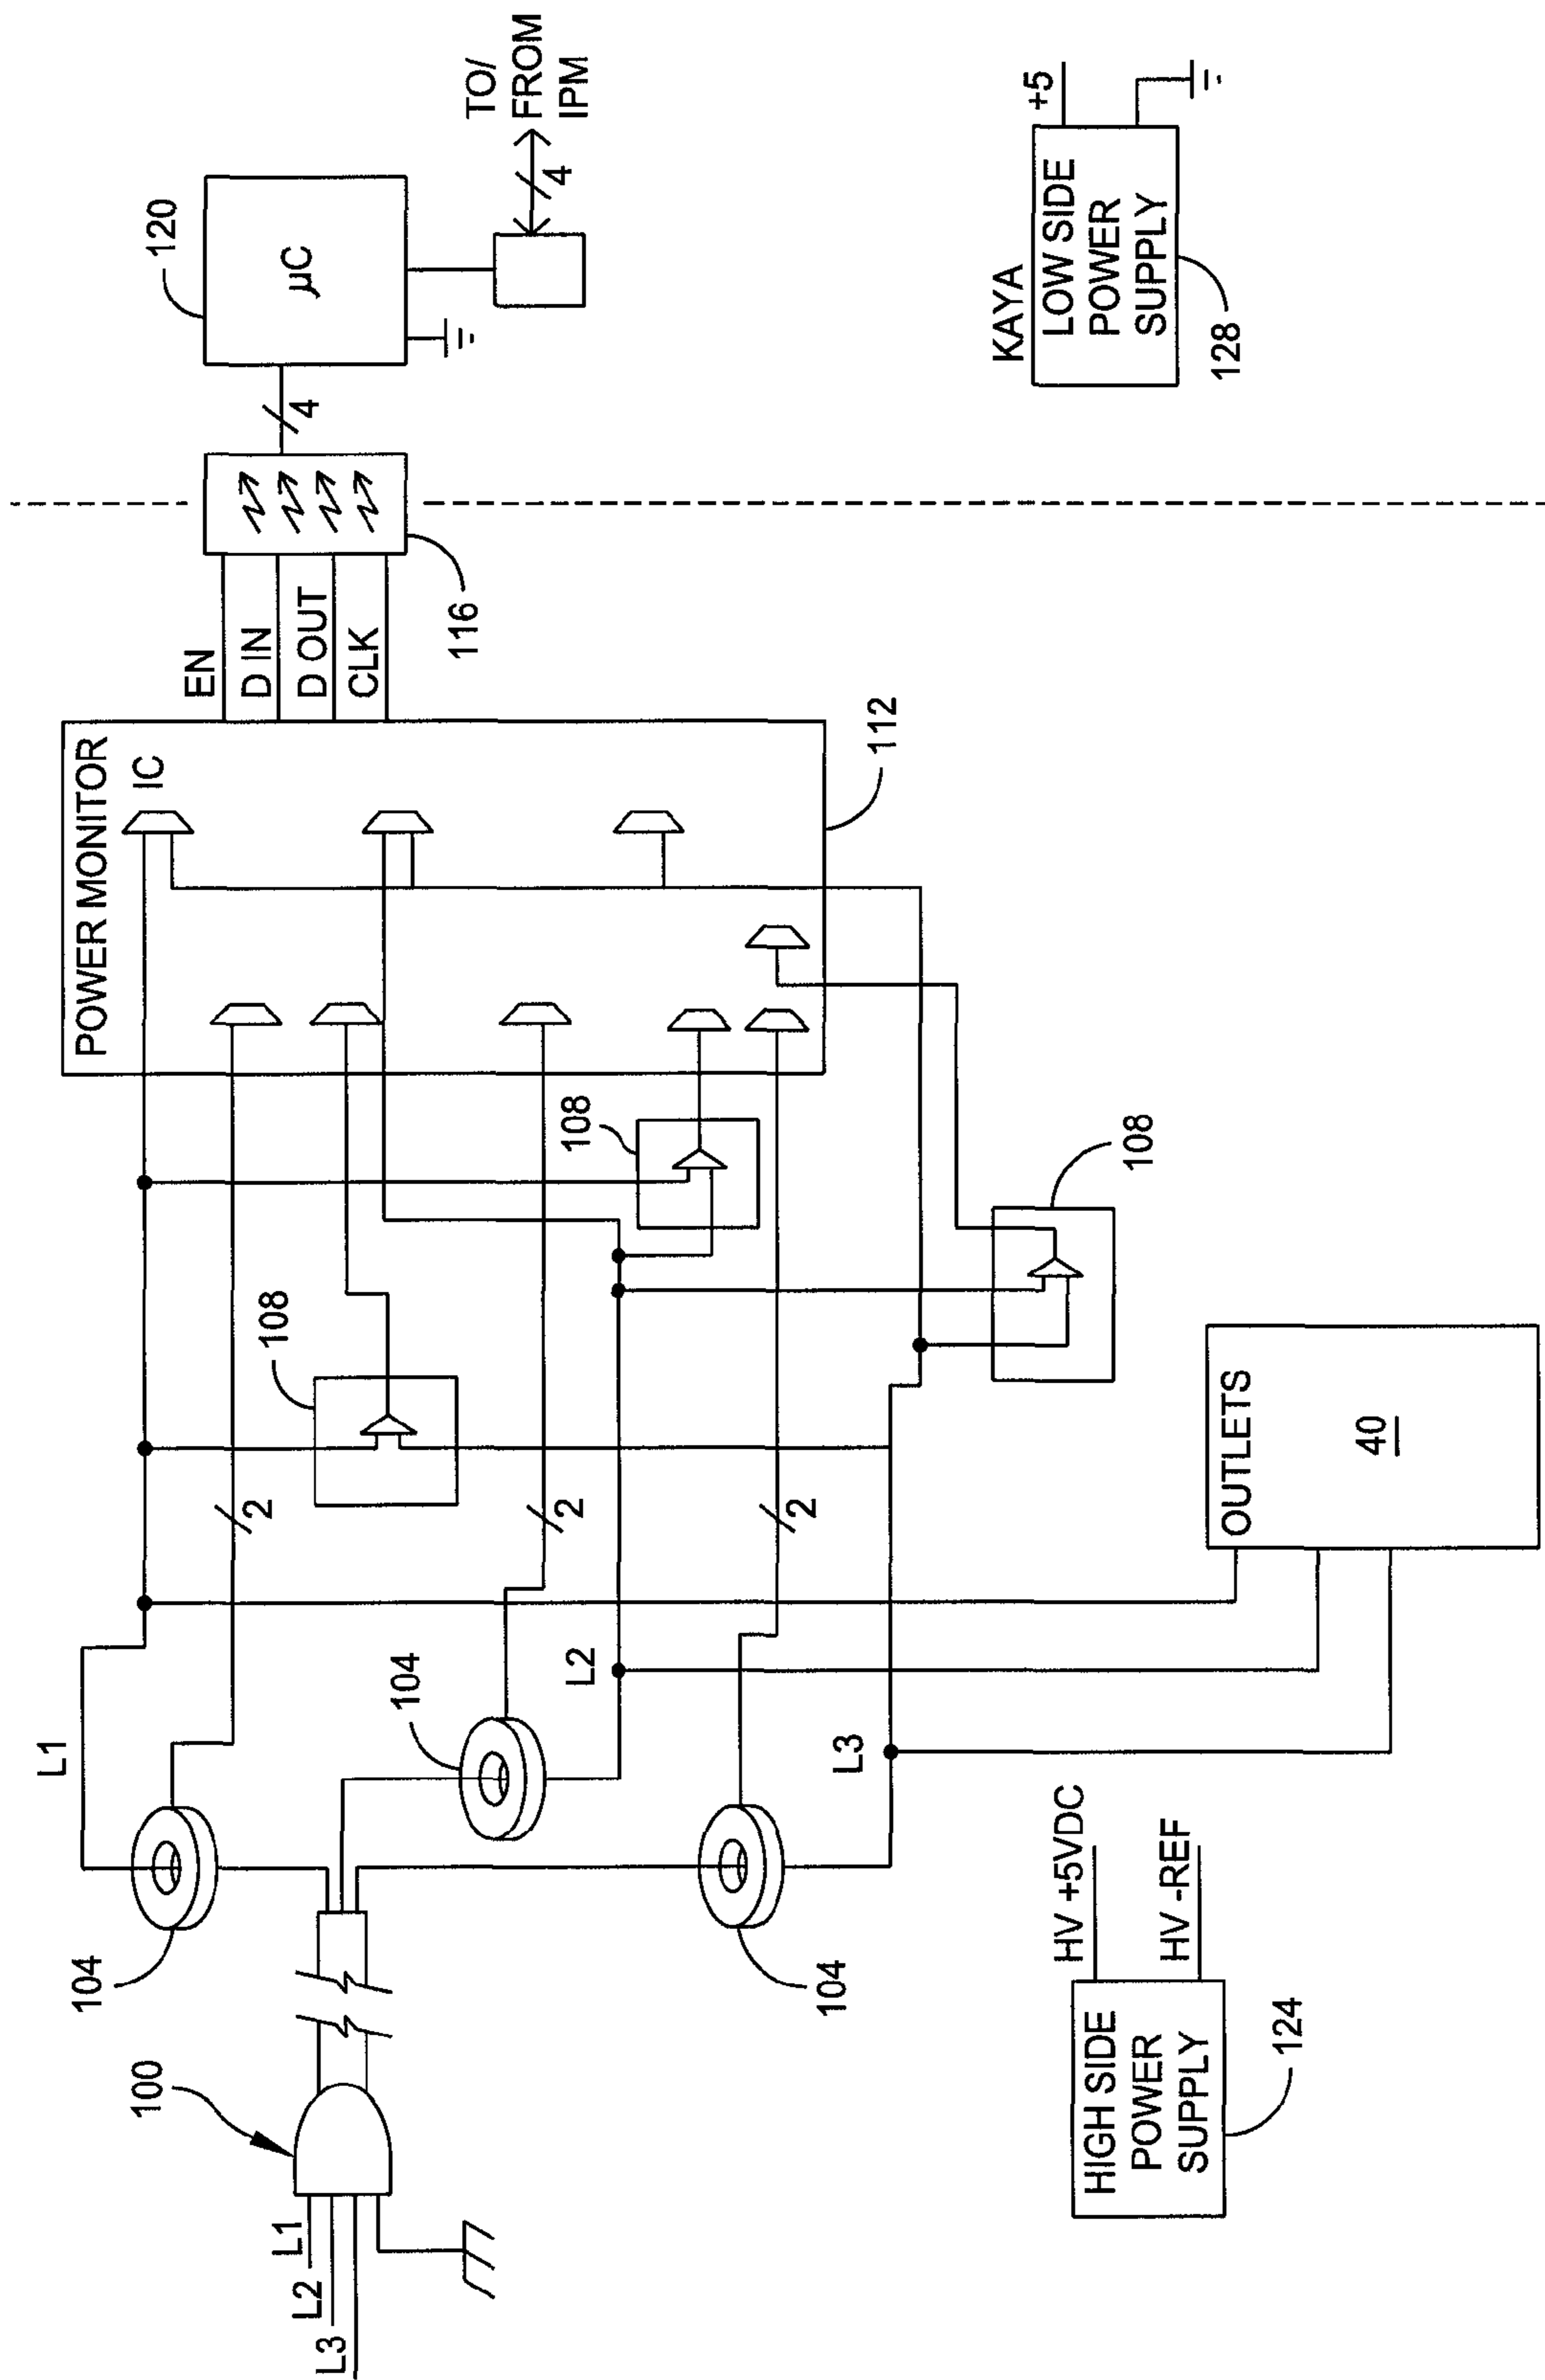 L1
L2
L3
100
104
L1
104
L2
104
L3
2
2
2
108
108
108
POWER MONITOR
IC
112
EN
D IN
D OUT
CLK
116
4
µC
120
4
TO/
FROM
IPM
OUTLETS
40
HIGH SIDE
POWER
SUPPLY
124
HV +5VDC
HV -REF
KAYA
LOW SIDE
POWER
SUPPLY
128
+5